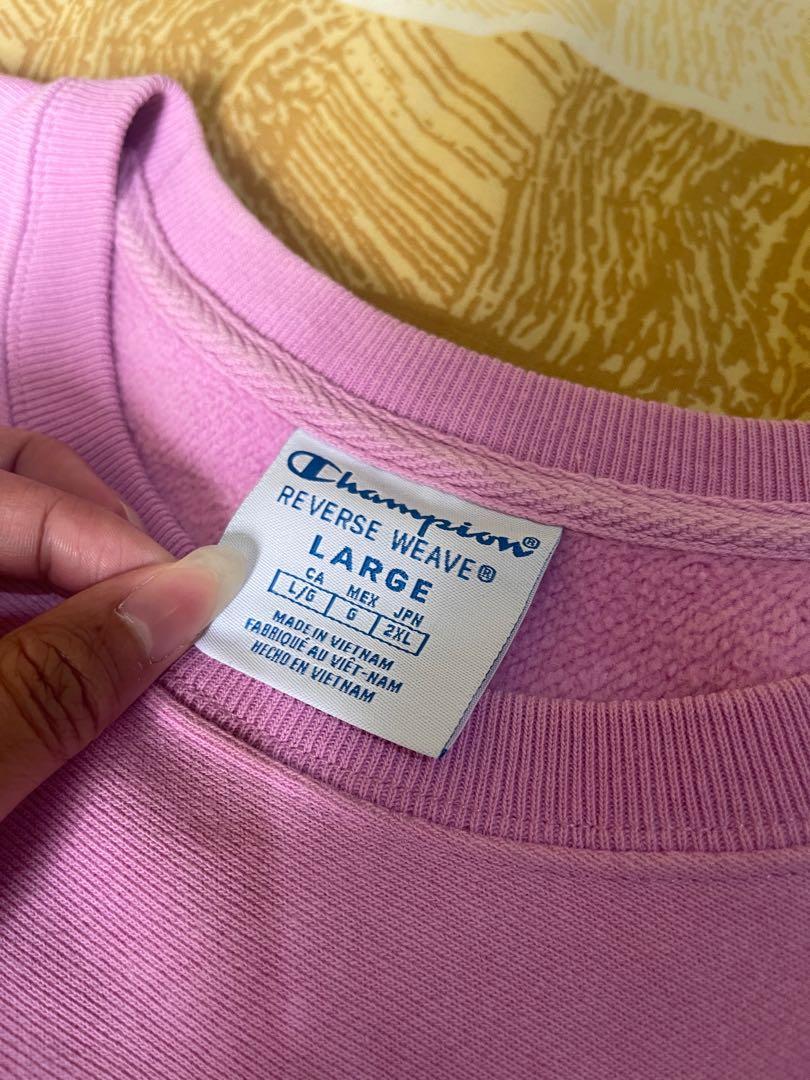 Champion®
REVERSE WEAVE®
LARGE
CA MEX JPN
L/G G 2XL
MADE IN VIETNAM
FABRIQUÉ AU VIÊT-NAM
HECHO EN VIETNAM